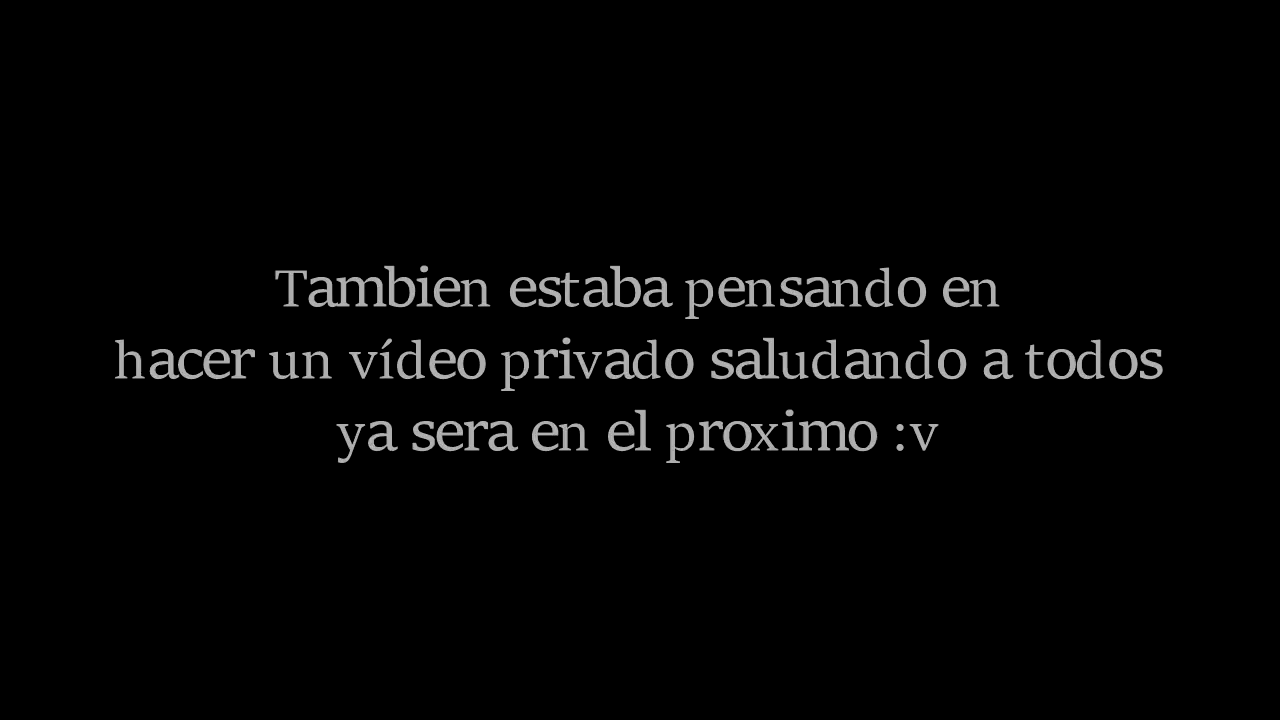 Tambien estaba pensando en
hacer un vídeo privado saludando a todos
ya sera en el proximo :v